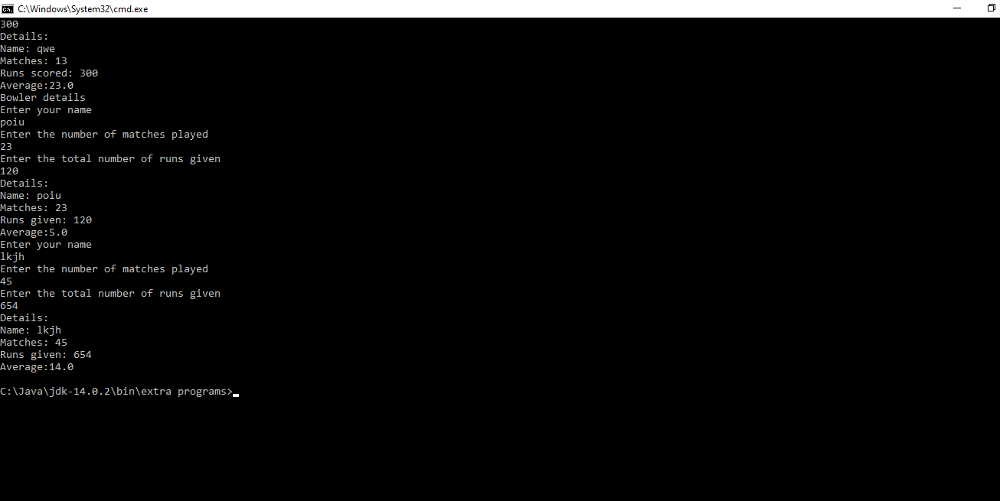 C:\Windows\System32\cmd.exe
300
Details:
Name: qwe
Matches: 13
Runs scored: 300
Average:23.0
Bowler details
Enter your name
poiu
Enter the number of matches played
23
Enter the total number of runs given
120
Details:
Name: poiu
Matches: 23
Runs given: 120
Average:5.0
Enter your name
lkjh
Enter the number of matches played
45
Enter the total number of runs given
654
Details:
Name: lkjh
Matches: 45
Runs given: 654
Average:14.0
C:\Java\jdk-14.0.2\bin\extra programs>